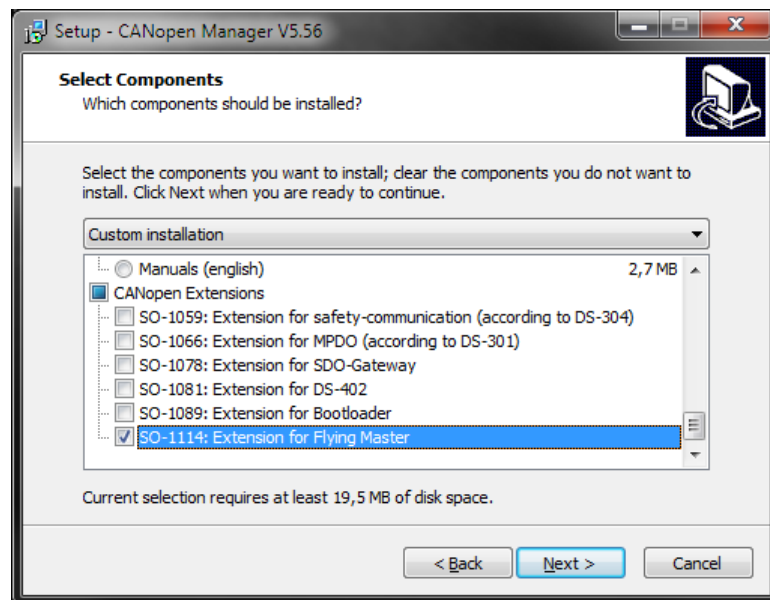 Setup - CANopen Manager V5.56
Select Components
Which components should be installed?
Select the components you want to install; clear the components you do not want to
install. Click Next when you are ready to continue.
Custom installation
Manuals (english) 2,7 MB
CANopen Extensions
SO-1059: Extension for safety-communication (according to DS-304)
SO-1066: Extension for MPDO (according to DS-301)
SO-1078: Extension for SDO-Gateway
SO-1081: Extension for DS-402
SO-1089: Extension for Bootloader
SO-1114: Extension for Flying Master
Current selection requires at least 19,5 MB of disk space.
< Back Next > Cancel